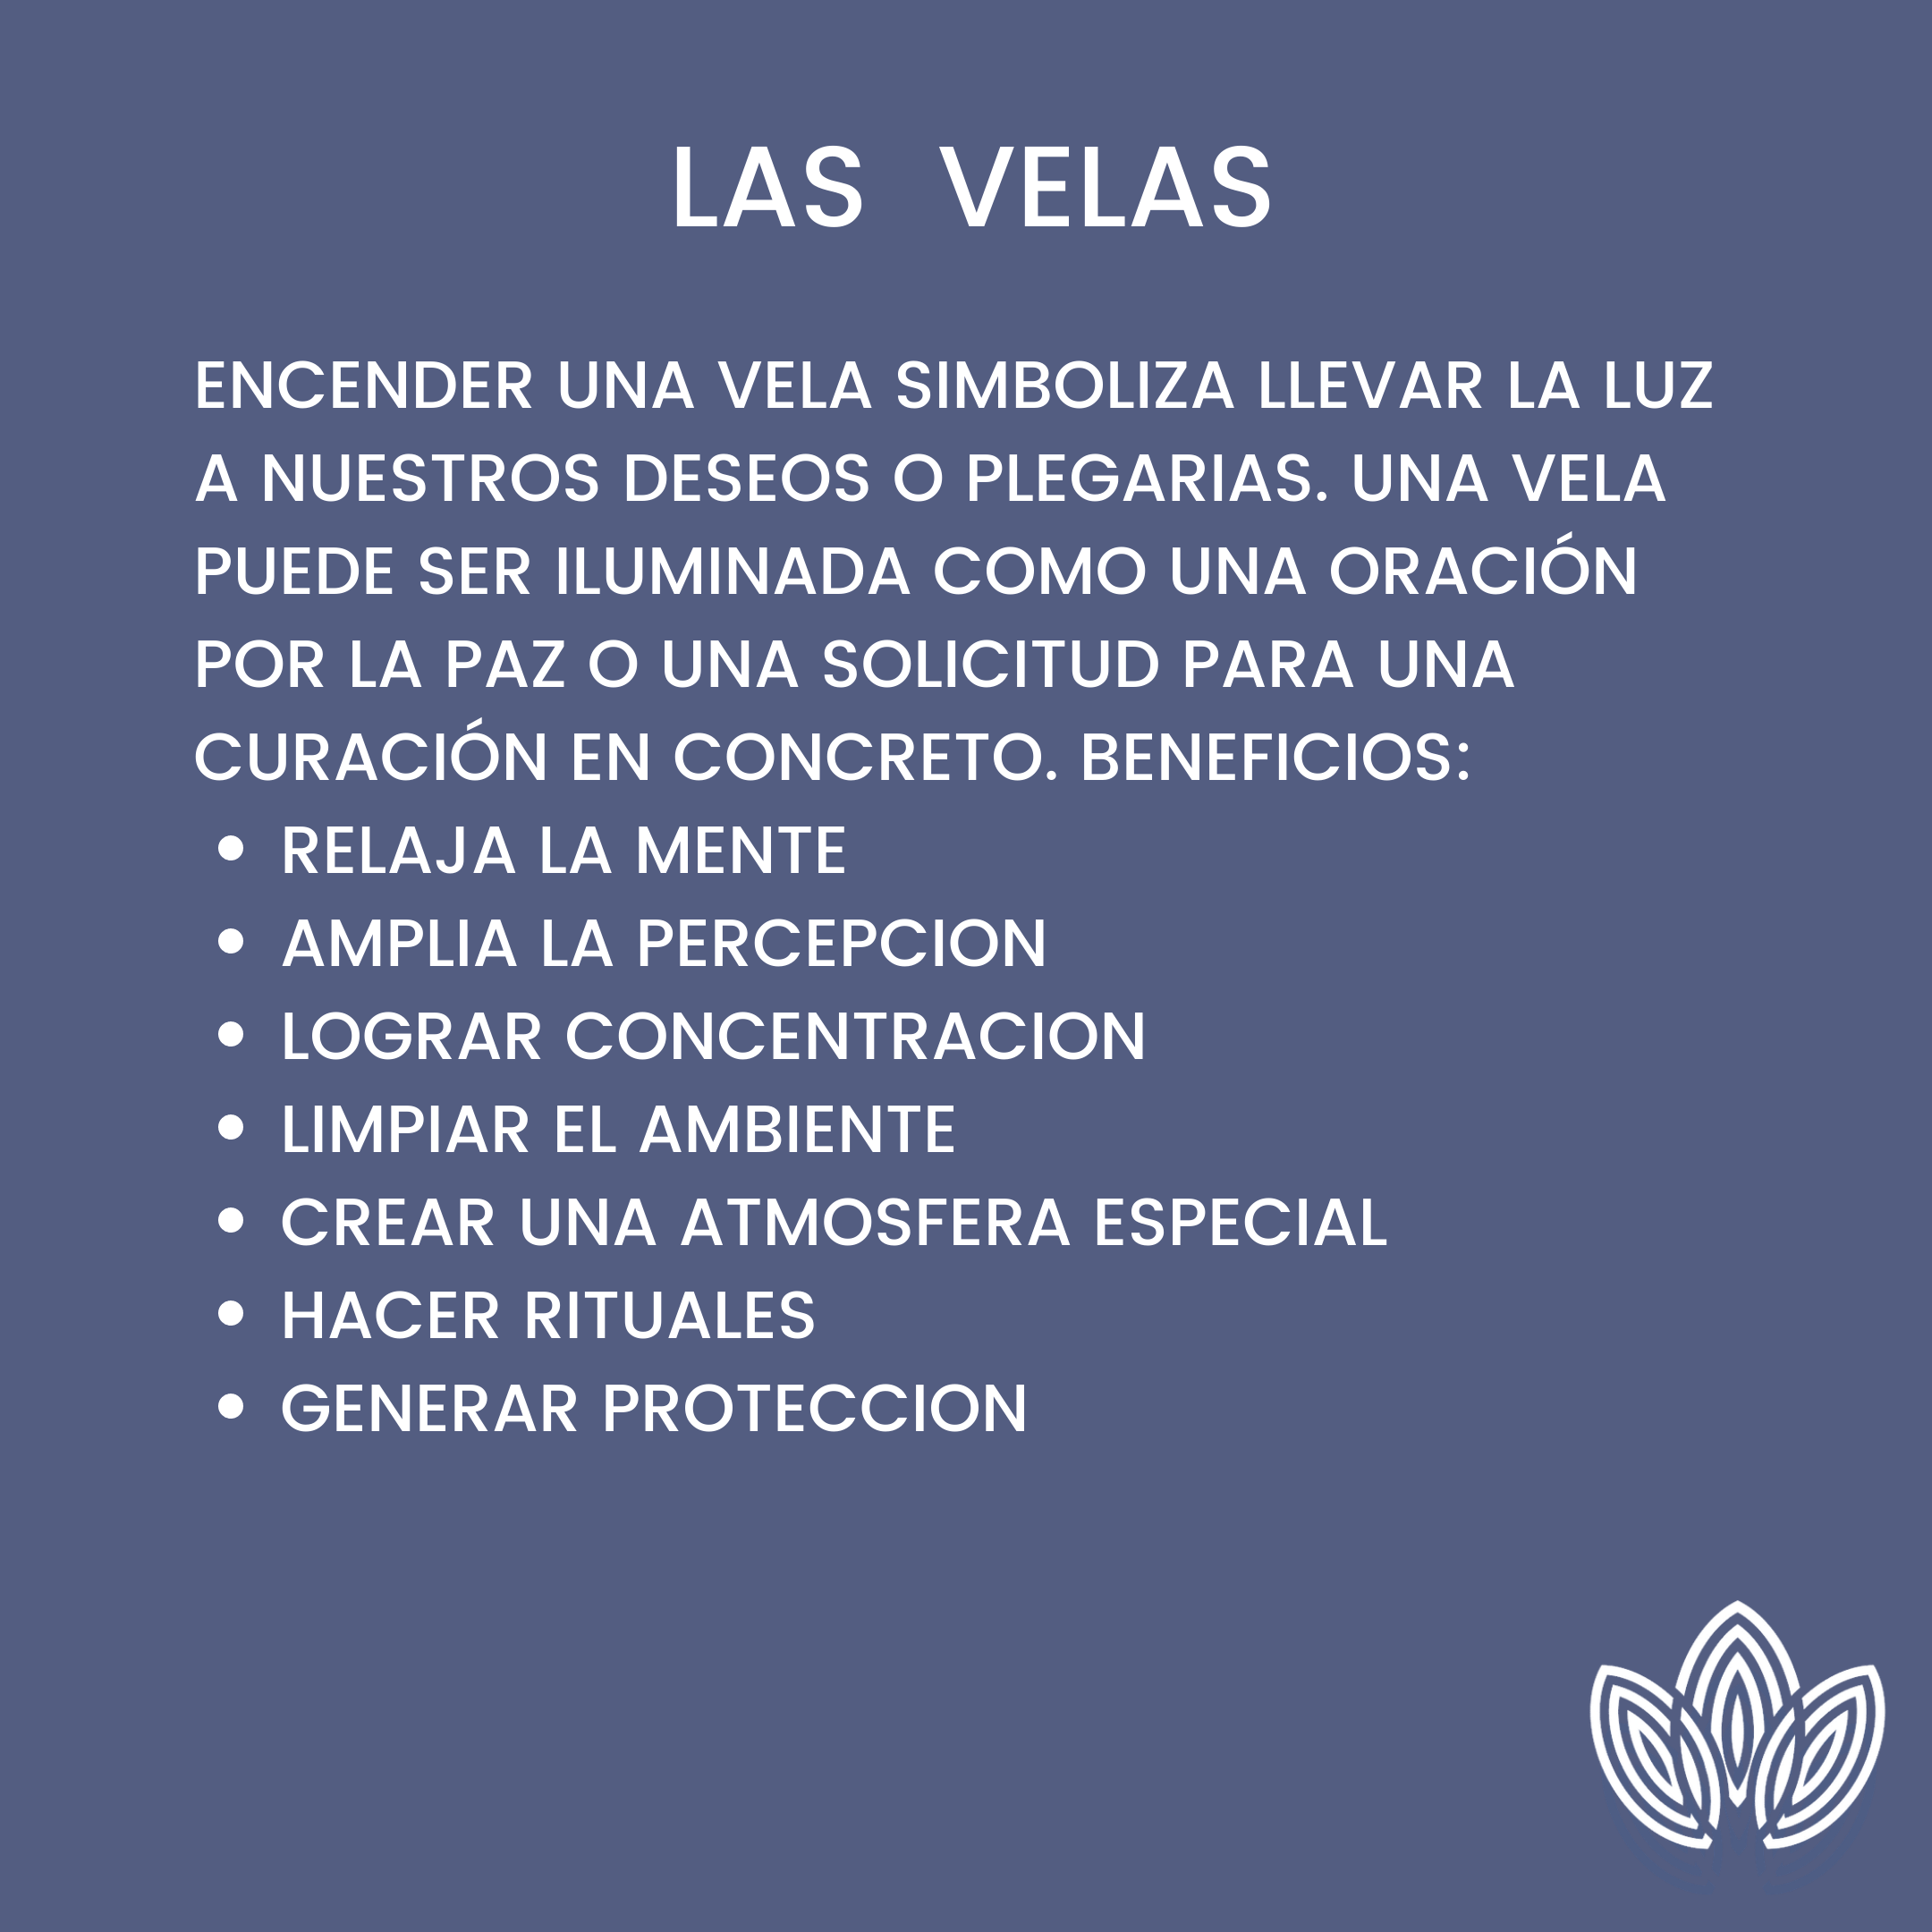 LAS VELAS
ENCENDER UNA VELA SIMBOLIZA LLEVAR LA LUZ
A NUESTROS DESEOS O PLEGARIAS. UNA VELA
PUEDE SER ILUMINADA COMO UNA ORACIÓN
POR LA PAZ O UNA SOLICITUD PARA UNA
CURACIÓN EN CONCRETO. BENEFICIOS:
• RELAJA LA MENTE
• AMPLIA LA PERCEPCION
• LOGRAR CONCENTRACION
• LIMPIAR EL AMBIENTE
• CREAR UNA ATMOSFERA ESPECIAL
• HACER RITUALES
• GENERAR PROTECCION